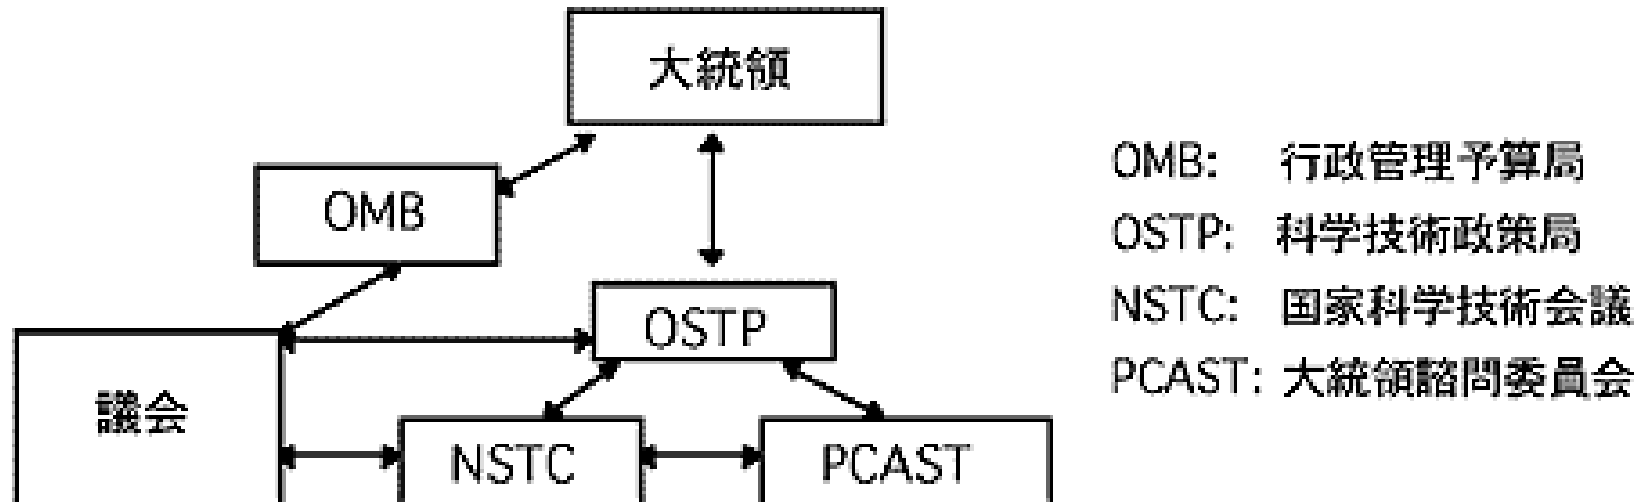 大統領
OMB
OSTP
議会
NSTC
PCAST
OMB: 行政管理予算局
OSTP: 科学技術政策局
NSTC: 国家科学技術会議
PCAST: 大統領諮問委員会